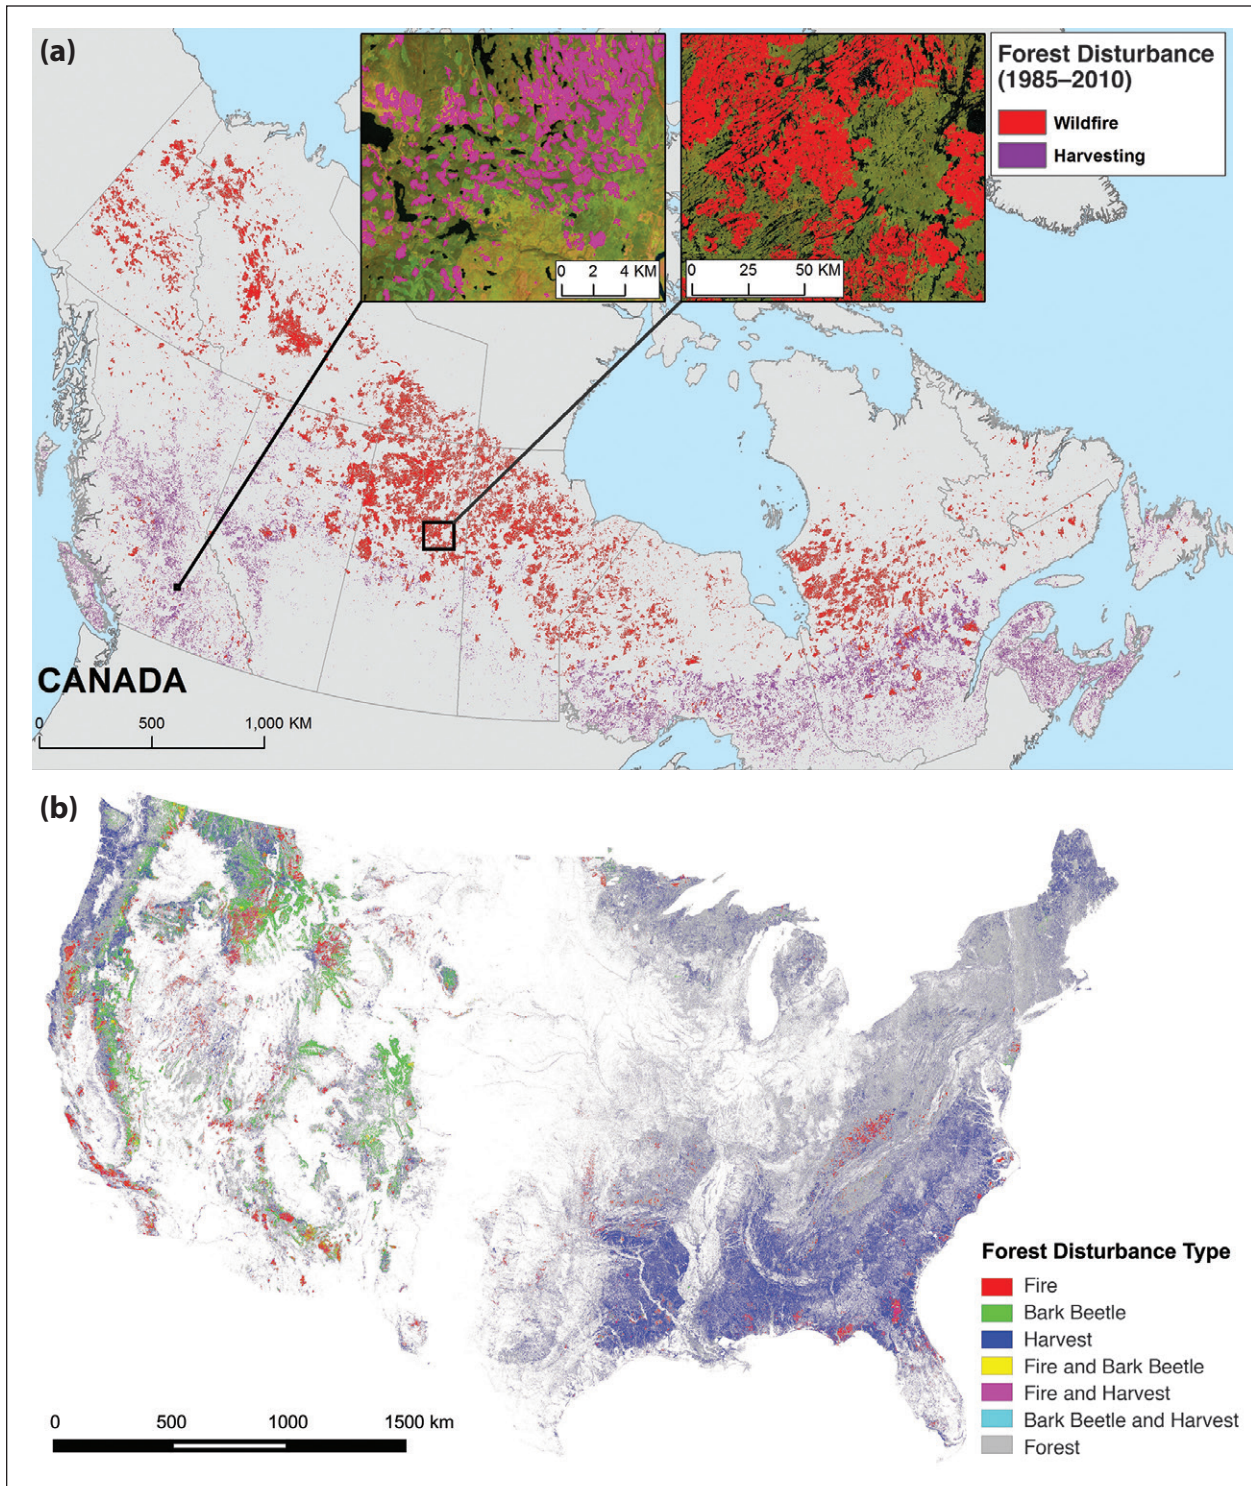 (a)
Forest Disturbance
(1985–2010)
Wildfire
Harvesting
0 2 4 KM
0 25 50 KM
CANADA
0 500 1,000 KM
(b)
Forest Disturbance Type
Fire
Bark Beetle
Harvest
Fire and Bark Beetle
Fire and Harvest
Bark Beetle and Harvest
Forest
0 500 1000 1500 km